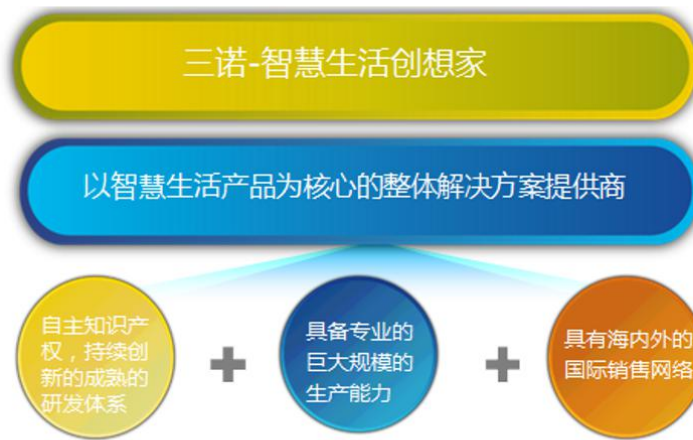 三诺-智慧生活创想家
以智慧生活产品为核心的整体解决方案提供商
自主知识产
权，持续创
新的成熟的
研发体系
+
具备专业的
巨大规模的
生产能力
+
具有海内外的
国际销售网络